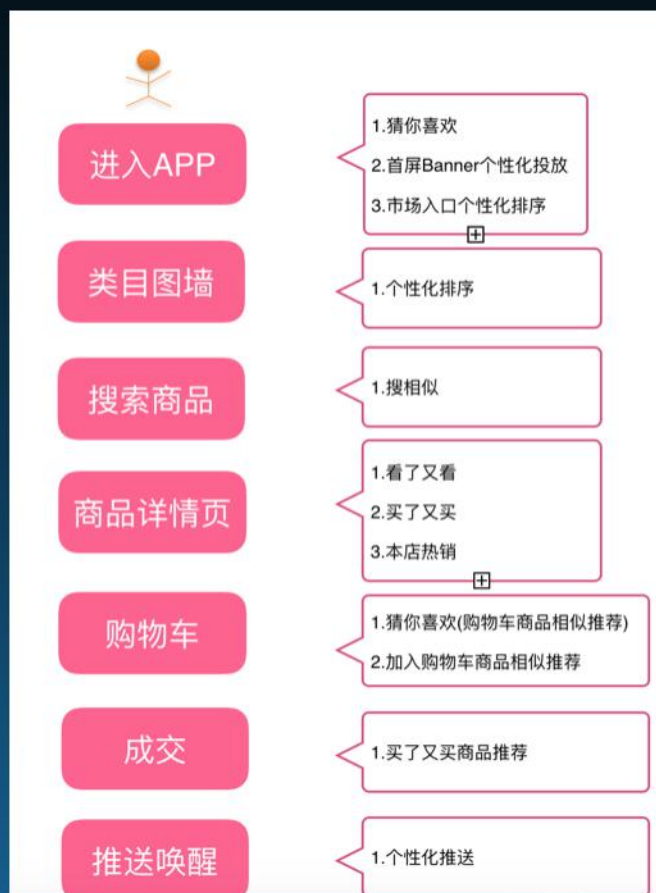 进入APP
1.猜你喜欢
2.首屏Banner个性化投放
3.市场入口个性化排序
类目图墙
1.个性化排序
搜索商品
1.搜相似
商品详情页
1.看了又看
2.买了又买
3.本店热销
购物车
1.猜你喜欢(购物车商品相似推荐)
2.加入购物车商品相似推荐
成交
1.买了又买商品推荐
推送唤醒
1.个性化推送